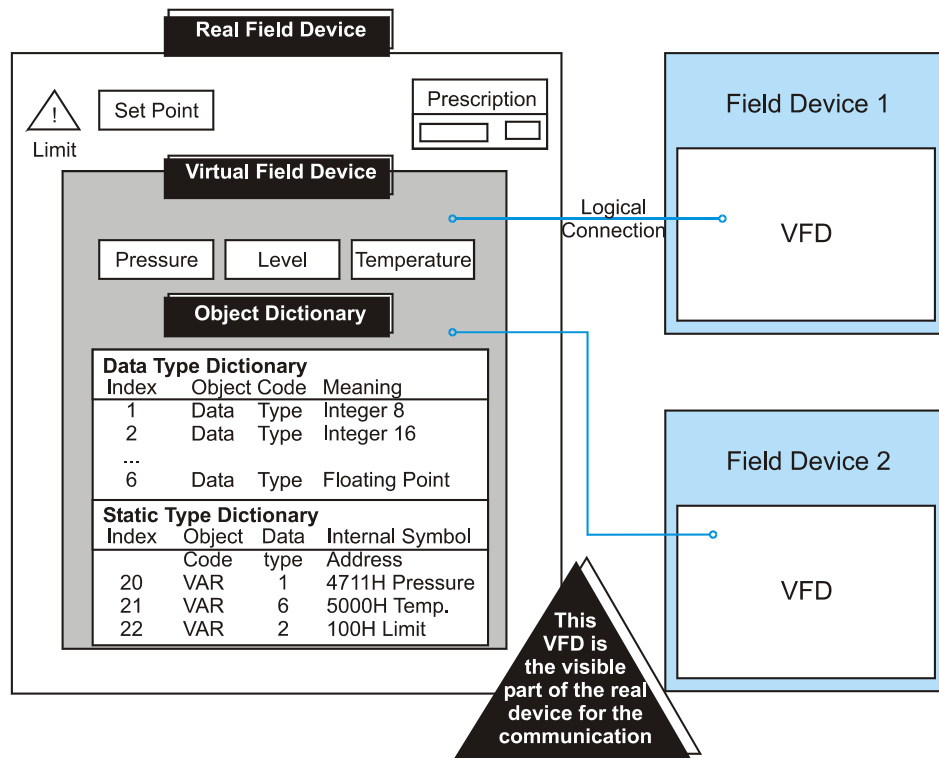 Real Field Device
!
Limit
Set Point
Prescription
Virtual Field Device
Pressure
Level
Temperature
Object Dictionary
Data Type Dictionary
Index Object Code Meaning
1 Data Type Integer 8
2 Data Type Integer 16
...
6 Data Type Floating Point
Static Type Dictionary
Index Object Data Internal Symbol
Code type Address
20 VAR 1 4711H Pressure
21 VAR 6 5000H Temp.
22 VAR 2 100H Limit
Logical
Connection
Field Device 1
VFD
Field Device 2
VFD
This
VFD is
the visible
part of the real
device for the
communication